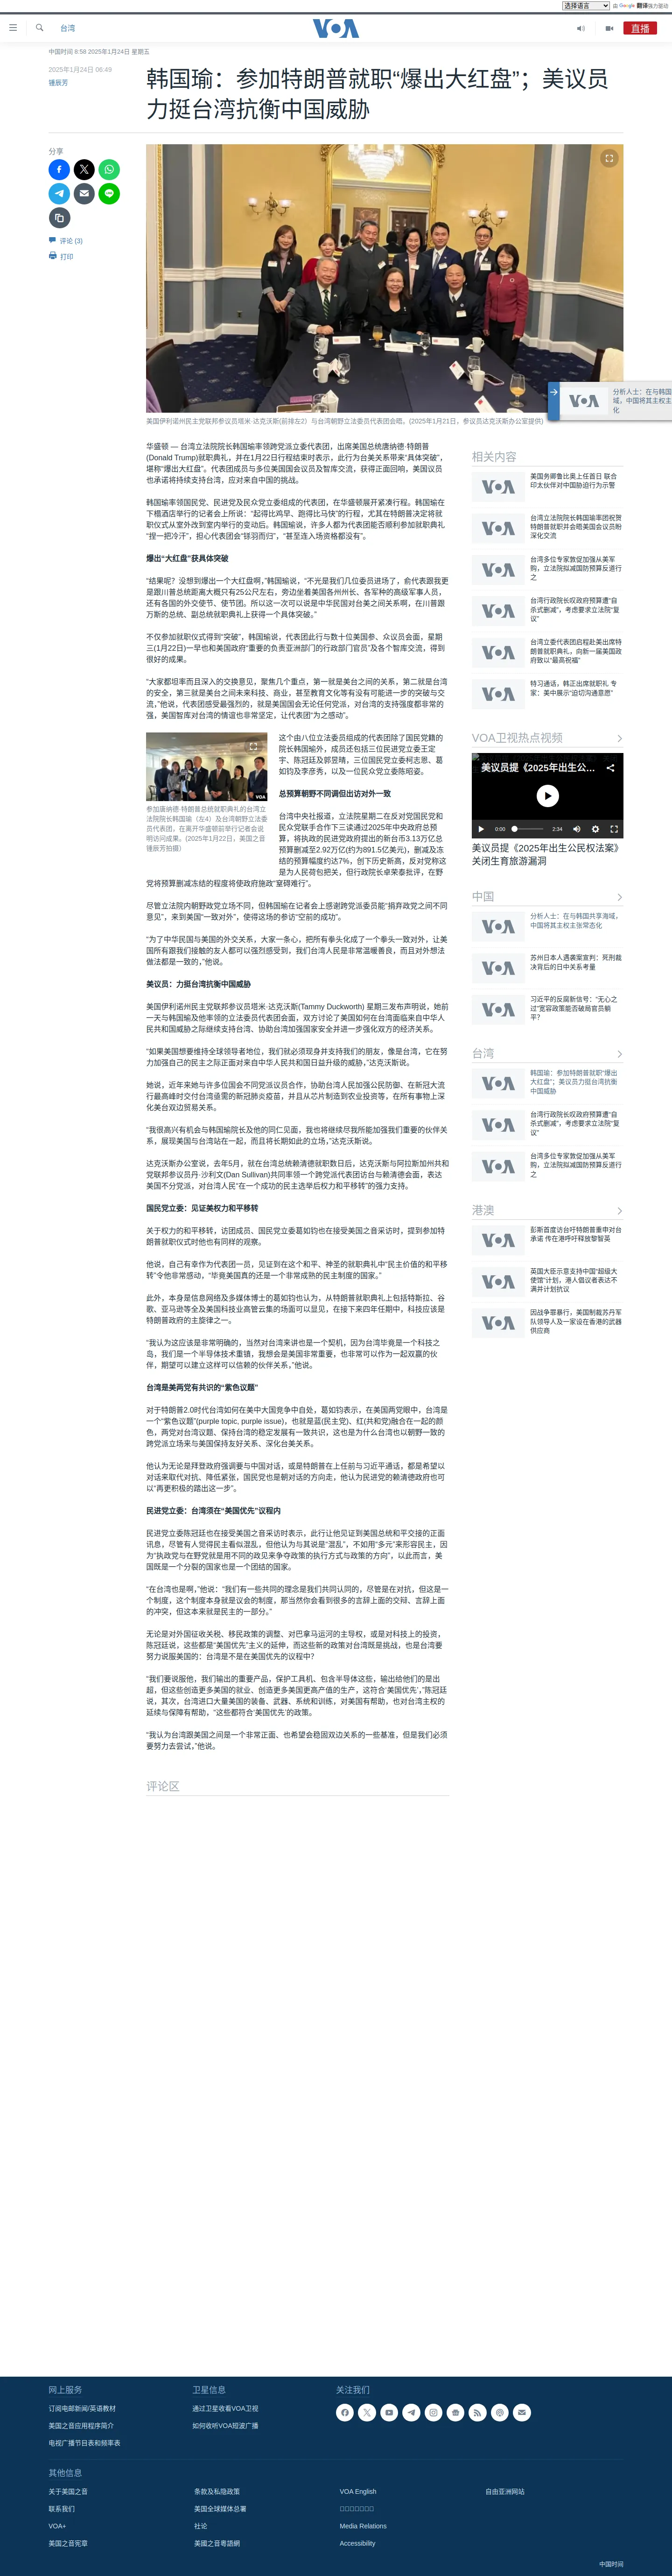 选择语言
由 Google 翻译强力驱动
台湾
VOA
直播
中国时间 8:58 2025年1月24日 星期五
2025年1月24日 06:49
锺辰芳
韩国瑜：参加特朗普就职“爆出大红盘”；美议员
力挺台湾抗衡中国威胁
分享
评论 (3)
打印
美国伊利诺州民主党联邦参议员塔米·达克沃斯(前排左2）与台湾朝野立法委员代表团会晤。(2025年1月21日，参议员达克沃斯办公室提供)
分析人士：在与韩国
域，中国将其主权主
化
华盛顿 — 台湾立法院院长韩国瑜率领跨党派立委代表团，出席美国总统唐纳德·特朗普
(Donald Trump)就职典礼，并在1月22日行程结束时表示，此行为台美关系带来“具体突破”，
堪称“爆出大红盘”。代表团成员与多位美国国会议员及智库交流，获得正面回响，美国议员
也承诺将持续支持台湾，应对来自中国的挑战。
韩国瑜率领国民党、民进党及民众党立委组成的代表团，在华盛顿展开紧凑行程。韩国瑜在
下榻酒店举行的记者会上所说：“起得比鸡早、跑得比马快”的行程，尤其在特朗普决定将就
职仪式从室外改到室内举行的变动后。韩国瑜说，许多人都为代表团能否顺利参加就职典礼
“捏一把冷汗”，担心代表团会“铩羽而归”，“甚至连入场资格都没有”。
爆出“大红盘”获具体突破
“结果呢？没想到爆出一个大红盘啊，”韩国瑜说，“不光是我们几位委员进场了，俞代表跟我更
是跟川普总统距离大概只有25公尺左右，旁边坐着美国各州州长、各军种的高级军事人员，
还有各国的外交使节、使节团。所以这一次可以说是中华民国对台美之间关系啊，在川普跟
万斯的总统、副总统就职典礼上获得一个具体突破。”
不仅参加就职仪式得到“突破”，韩国瑜说，代表团此行与数十位美国参、众议员会面，星期
三(1月22日)一早也和美国政府“重要的负责亚洲部门的行政部门官员”及各个智库交流，得到
很好的成果。
“大家都坦率而且深入的交换意见，聚焦几个重点，第一就是美台之间的关系，第二就是台湾
的安全，第三就是美台之间未来科技、商业，甚至教育文化等有没有可能进一步的突破与交
流，”他说，代表团感受最强烈的，就是美国国会无论任何党派，对台湾的支持强度都非常的
强，美国智库对台湾的情谊也非常坚定，让代表团“为之感动”。
VOA
参加唐纳德·特朗普总统就职典礼的台湾立
法院院长韩国瑜（左4）及台湾朝野立法委
员代表团，在离开华盛顿前举行记者会说
明访问成果。(2025年1月22日，美国之音
锺辰芳拍摄）
这个由八位立法委员组成的代表团除了国民党籍的
院长韩国瑜外，成员还包括三位民进党立委王定
宇、陈冠廷及郭昱晴，三位国民党立委柯志恩、葛
如钧及李彦秀，以及一位民众党立委陈昭姿。
总预算朝野不同调但出访对外一致
台湾中央社报道，立法院星期二在反对党国民党和
民众党联手合作下三读通过2025年中央政府总预
算，将执政的民进党政府提出的新台币3.13万亿总
预算删减至2.92万亿(约为891.5亿美元)，删减及冻
结的预算幅度约达7%，创下历史新高，反对党称这
是为人民荷包把关，但行政院长卓荣泰批评，在野
党将预算删减冻结的程度将使政府施政“窒碍难行”。
尽管立法院内朝野政党立场不同，但韩国瑜在记者会上感谢跨党派委员能“捐弃政党之间不同
意见”，来到美国“一致对外”，使得这场的参访“空前的成功”。
“为了中华民国与美国的外交关系，大家一条心，把所有拳头化成了一个拳头一致对外，让美
国所有跟我们接触的友人都可以强烈感受到，我们台湾人民是非常温暖善良，而且对外想法
做法都是一致的，”他说。
美议员：力挺台湾抗衡中国威胁
美国伊利诺州民主党联邦参议员塔米·达克沃斯(Tammy Duckworth) 星期三发布声明说，她前
一天与韩国瑜及他率领的立法委员代表团会面，双方讨论了美国如何在台湾面临来自中华人
民共和国威胁之际继续支持台湾、协助台湾加强国家安全并进一步强化双方的经济关系。
“如果美国想要维持全球领导者地位，我们就必须现身并支持我们的朋友，像是台湾，它在努
力加强自己的民主之际正面对来自中华人民共和国日益升级的威胁，”达克沃斯说。
她说，近年来她与许多位国会不同党派议员合作，协助台湾人民加强公民防御、在新冠大流
行最高峰时交付台湾亟需的新冠肺炎疫苗，并且从芯片制造到农业投资等，在所有事物上深
化美台双边贸易关系。
“我很高兴有机会与韩国瑜院长及他的同仁见面，我也将继续尽我所能加强我们重要的伙伴关
系，展现美国与台湾站在一起，而且将长期如此的立场，”达克沃斯说。
达克沃斯办公室说，去年5月，就在台湾总统赖清德就职数日后，达克沃斯与阿拉斯加州共和
党联邦参议员丹·沙利文(Dan Sullivan)共同率领一个跨党派代表团访台与赖清德会面，表达
美国不分党派，对台湾人民“在一个成功的民主选举后权力和平移转”的强力支持。
国民党立委：见证美权力和平移转
关于权力的和平移转，访团成员、国民党立委葛如钧也在接受美国之音采访时，提到参加特
朗普就职仪式时他也有同样的观察。
他说，自己有幸作为代表团一员，见证到在这个和平、神圣的就职典礼中“民主价值的和平移
转”令他非常感动，“毕竟美国真的还是一个非常成熟的民主制度的国家。”
此外，本身是信息网络及多媒体博士的葛如钧也认为，从特朗普就职典礼上包括特斯拉、谷
歌、亚马逊等全及美国科技业高管云集的场面可以显见，在接下来四年任期中，科技应该是
特朗普政府的主旋律之一。
“我认为这应该是非常明确的，当然对台湾来讲也是一个契机，因为台湾毕竟是一个科技之
岛，我们是一个半导体技术重镇，我想会是美国非常重要，也非常可以作为一起双赢的伙
伴，期望可以建立这样可以信赖的伙伴关系，”他说。
台湾是美两党有共识的“紫色议题”
对于特朗普2.0时代台湾如何在美中大国竞争中自处，葛如钧表示，在美国两党眼中，台湾是
一个“紫色议题”(purple topic, purple issue)，也就是蓝(民主党)、红(共和党)融合在一起的颜
色，两党对台湾议题、保持台湾的稳定发展有一致共识，这也是为什么台湾也以朝野一致的
跨党派立场来与美国保持友好关系、深化台美关系。
他认为无论是拜登政府强调要与中国对话，或是特朗普在上任前与习近平通话，都是希望以
对话来取代对抗、降低紧张，国民党也是朝对话的方向走，他认为民进党的赖清德政府也可
以“再更积极的踏出这一步”。
民进党立委：台湾须在“美国优先”议程内
民进党立委陈冠廷也在接受美国之音采访时表示，此行让他见证到美国总统和平交接的正面
讯息，尽管有人觉得民主看似混乱，但他认为与其说是“混乱”，不如用“多元”来形容民主，因
为“执政党与在野党就是用不同的政见来争夺政策的执行方式与政策的方向”，以此而言，美
国既是一个分裂的国家也是一个团结的国家。
“在台湾也是啊，”他说：“我们有一些共同的理念是我们共同认同的，尽管是在对抗，但这是一
个制度，这个制度本身就是议会的制度，那当然你会看到很多的言辞上面的交辩、言辞上面
的冲突，但这本来就是民主的一部分。”
无论是对外国征收关税、移民政策的调整、对巴拿马运河的主导权，或是对科技上的投资，
陈冠廷说，这些都是“美国优先”主义的延伸，而这些新的政策对台湾既是挑战，也是台湾要
努力说服美国的：台湾是不是在美国优先的议程中？
“我们要说服他，我们输出的重要产品，保护工具机、包含半导体这些，输出给他们的是出
超，但这些创造更多美国的就业、创造更多美国更高产值的生产，这符合‘美国优先’，”陈冠廷
说，其次，台湾进口大量美国的装备、武器、系统和训练，对美国有帮助，也对台湾主权的
延续与保障有帮助，“这些都符合‘美国优先’的政策。
“我认为台湾跟美国之间是一个非常正面、也希望会稳固双边关系的一些基准，但是我们必须
要努力去尝试，”他说。
评论区
相关内容
美国务卿鲁比奥上任首日 联合
印太伙伴对中国胁迫行为示警
台湾立法院院长韩国瑜率团祝贺
特朗普就职并会晤美国会议员盼
深化交流
台湾多位专家敦促加强从美军
购，立法院拟减国防预算反道行
之
台湾行政院长叹政府预算遭“自
杀式删减”，考虑要求立法院“复
议”
台湾立委代表团启程赴美出席特
朗普就职典礼，向新一届美国政
府致以“最高祝福”
特习通话，韩正出席就职礼 专
家：美中展示“迫切沟通意愿”
VOA卫视热点视频
美议员提《2025年出生公…
0:00
2:34
美议员提《2025年出生公民权法案》
关闭生育旅游漏洞
中国
分析人士：在与韩国共享海域，
中国将其主权主张常态化
苏州日本人遇袭案宣判：死刑裁
决背后的日中关系考量
习近平的反腐新信号：“无心之
过”宽容政策能否破局官员躺
平？
台湾
韩国瑜：参加特朗普就职“爆出
大红盘”；美议员力挺台湾抗衡
中国威胁
台湾行政院长叹政府预算遭“自
杀式删减”，考虑要求立法院“复
议”
台湾多位专家敦促加强从美军
购，立法院拟减国防预算反道行
之
港澳
彭斯首度访台吁特朗普重申对台
承诺 传在港呼吁释放黎智英
英国大臣示意支持中国“超级大
使馆”计划，港人倡议者表达不
满并计划抗议
因战争罪暴行，美国制裁苏丹军
队领导人及一家设在香港的武器
供应商
网上服务
订阅电邮新闻/英语教材
美国之音应用程序简介
电视广播节目表和频率表
卫星信息
通过卫星收看VOA卫视
如何收听VOA短波广播
关注我们
其他信息
关于美国之音
条款及私隐政策
VOA English
自由亚洲网站
联系我们
美国全球媒体总署
VOA+
社论
Media Relations
美国之音宪章
美國之音粵語網
Accessibility
中国时间